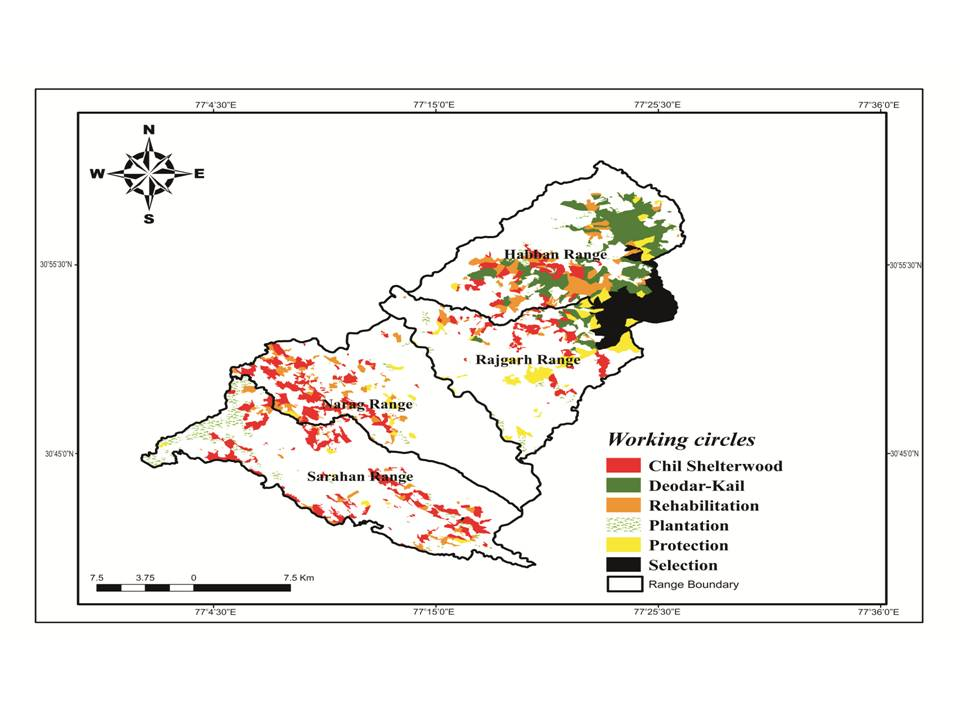 77°4'30"E 77°15'0"E 77°25'30"E 77°36'0"E
N
W E
S
Habban Range
30°55'30"N 30°55'30"N
Rajgarh Range
Narag Range
30°45'0"N 30°45'0"N
Sarahan Range
Working circles
Chil Shelterwood
Deodar-Kail
Rehabilitation
Plantation
Protection
Selection
Range Boundary
7.5 3.75 0 7.5 Km
77°4'30"E 77°15'0"E 77°25'30"E 77°36'0"E